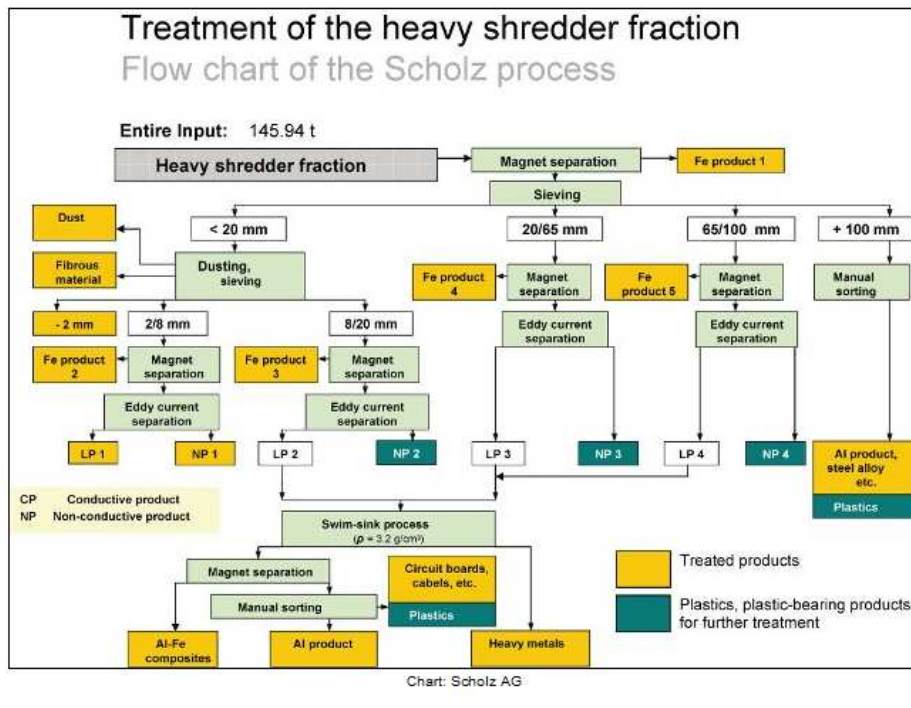 Treatment of the heavy shredder fraction
Flow chart of the Scholz process
Entire Input: 145.94 t
Heavy shredder fraction
Magnet separation
Fe product 1
Sieving
Dust
< 20 mm
20/65 mm
65/100 mm
+ 100 mm
Fibrous
material
Dusting,
sieving
Fe product
4
Magnet
separation
Fe
product 5
Magnet
separation
Manual
sorting
- 2 mm
2/8 mm
8/20 mm
Eddy current
separation
Eddy current
separation
Fe product
2
Magnet
separation
Fe product
3
Magnet
separation
Eddy current
separation
Eddy current
separation
LP 1
NP 1
LP 2
NP 2
LP 3
NP 3
LP 4
NP 4
Al product,
steel alloy
etc.
Plastics
CP Conductive product
NP Non-conductive product
Swim-sink process
(ρ = 3.2 g/cm³)
Magnet separation
Circuit boards,
cabels, etc.
Plastics
Manual sorting
Al-Fe
composites
Al product
Heavy metals
Treated products
Plastics, plastic-bearing products
for further treatment
Chart: Scholz AG